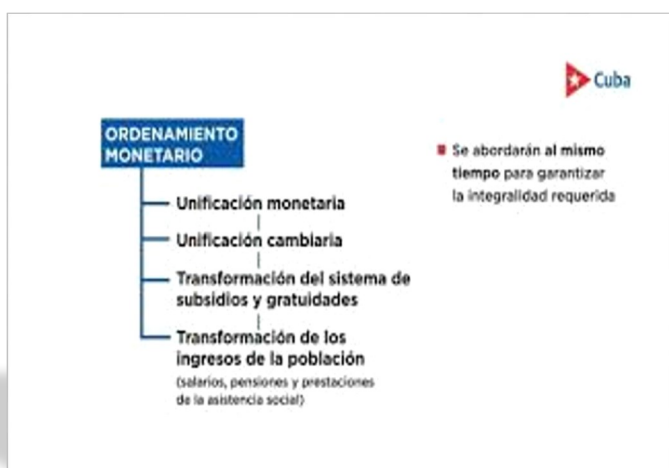 Cuba
ORDENAMIENTO
MONETARIO
Se abordarán al mismo
tiempo para garantizar
la integralidad requerida
Unificación monetaria
Unificación cambiaria
Transformación del sistema de
subsidios y gratuidades
Transformación de los
ingresos de la población
(salarios, pensiones y prestaciones
de la asistencia social)